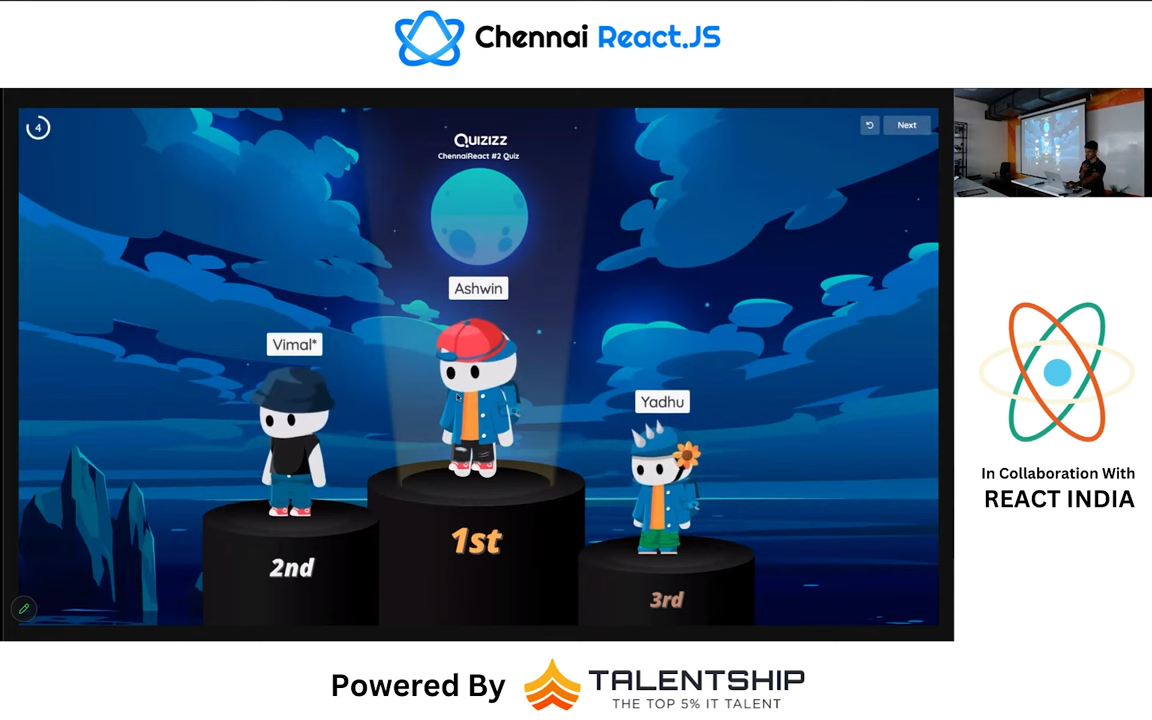 Chennai React.JS
4
Next
QUIZIZZ
ChennaiReact #2 Quiz
Ashwin
Vimal*
Yadhu
1st
2nd
3rd
In Collaboration With
REACT INDIA
Powered By
TALENTSHIP
THE TOP 5% IT TALENT